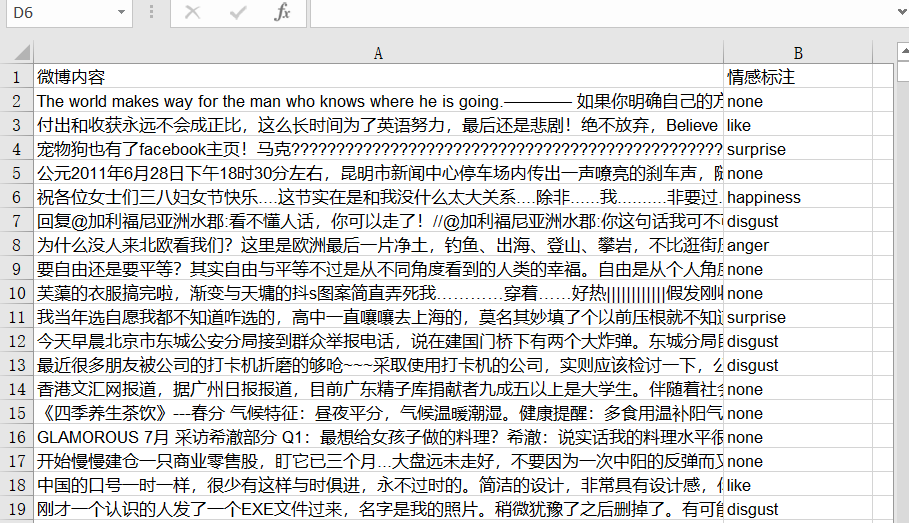 D6 fx
A B
1 微博内容 情感标注
2 The world makes way for the man who knows where he is going.———— 如果你明确自己的方 none
3 付出和收获永远不会成正比，这么长时间为了英语努力，最后还是悲剧！绝不放弃，Believe like
4 宠物狗也有了facebook主页！马克????????????????????????????????????????????????? surprise
5 公元2011年6月28日下午18时30分左右，昆明市新闻中心停车场内传出一声嘹亮的刹车声，随 none
6 祝各位女士们三八妇女节快乐....这节实在是和我没什么太大关系....除非......我..........非要过. happiness
7 回复@加利福尼亚洲水郡:看不懂人话，你可以走了！//@加利福尼亚洲水郡:你这句话我可不 disgust
8 为什么没人来北欧看我们？这里是欧洲最后一片净土，钓鱼、出海、登山、攀岩，不比逛街 anger
9 要自由还是要平等？其实自由与平等不过是从不同角度看到的人类的幸福。自由是从个人角 none
10 芙蕖的衣服搞完啦，渐变与天墉的抖s图案简直弄死我…………穿着……好热||||||||||||假发刚 none
11 我当年选自愿我都不知道咋选的，高中一直嚷嚷去上海的，莫名其妙填了个以前压根就不知 surprise
12 今天早晨北京市东城公安分局接到群众举报电话，说在建国门桥下有两个大炸弹。东城分局 disgust
13 最近很多朋友被公司的打卡机折磨的够呛~~~采取使用打卡机的公司，实则应该检讨一下， disgust
14 香港文汇网报道，据广州日报报道，目前广东精子库捐献者九成五以上是大学生。伴随着社 none
15 《四季养生茶饮》---春分 气候特征：昼夜平分，气候温暖潮湿。健康提醒：多食用温补阳气 none
16 GLAMOROUS 7月 采访希澈部分 Q1：最想给女孩子做的料理？希澈：说实话我的料理水平很 none
17 开始慢慢建仓一只商业零售股，盯它已三个月...大盘远未走好，不要因为一次中阳的反弹而 none
18 中国的口号一时一样，很少有这样与时俱进，永不过时的。简洁的设计，非常具有设计感， like
19 刚才一个认识的人发了一个EXE文件过来，名字是我的照片。稍微犹豫了之后删掉了。有可 disgust